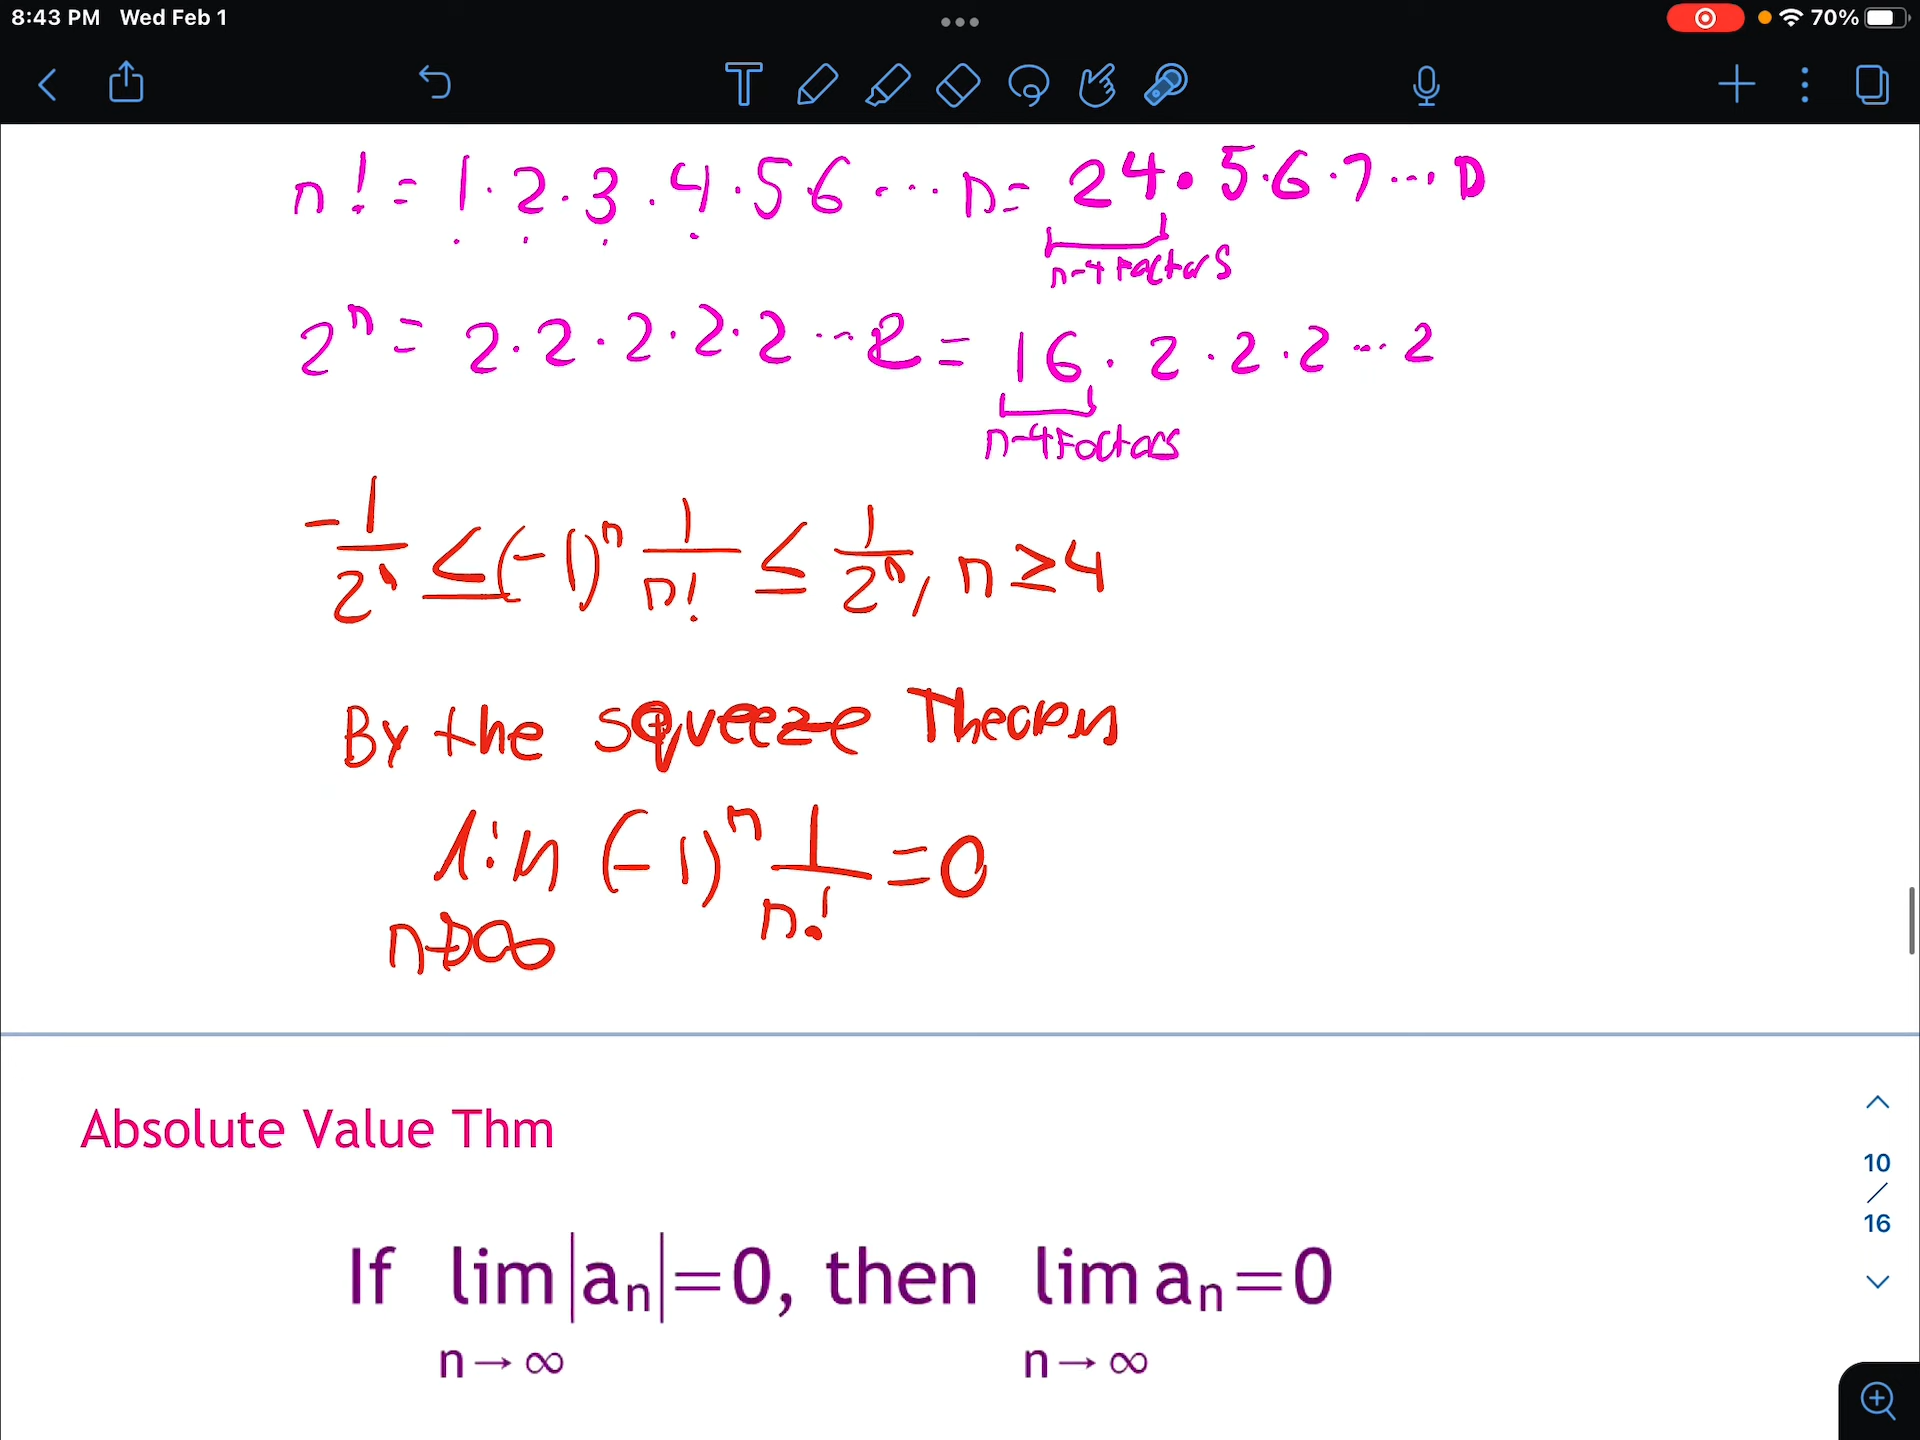 8:43 PM Wed Feb 1 70%
n! = 1·2·3·4·5·6 ··· n = 24·5·6·7··· n
n-4 Factors
2ⁿ = 2·2·2·2·2 ··· 2 = 16·2·2·2 ··· 2
n-4 Factors
-1/2ⁿ ≤ (-1)ⁿ 1/n! ≤ 1/2ⁿ, n ≥ 4
By the squeeze Theorem
lim (-1)ⁿ 1/n! = 0
n→∞
Absolute Value Thm
If lim |aₙ|=0, then lim aₙ=0
n→∞ n→∞
10
/
16